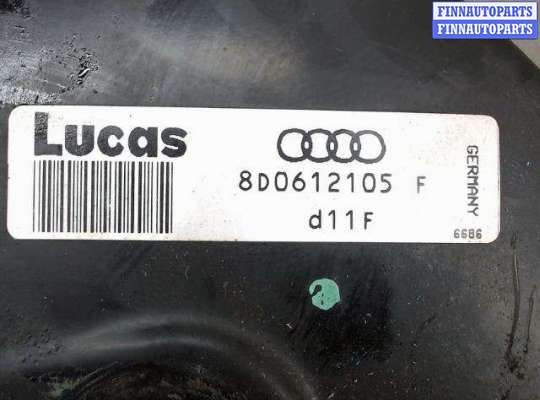 FINNAUTOPARTS
FINNAUTOPARTS
Lucas
8D0612105 F
d11F
GERMANY
6686